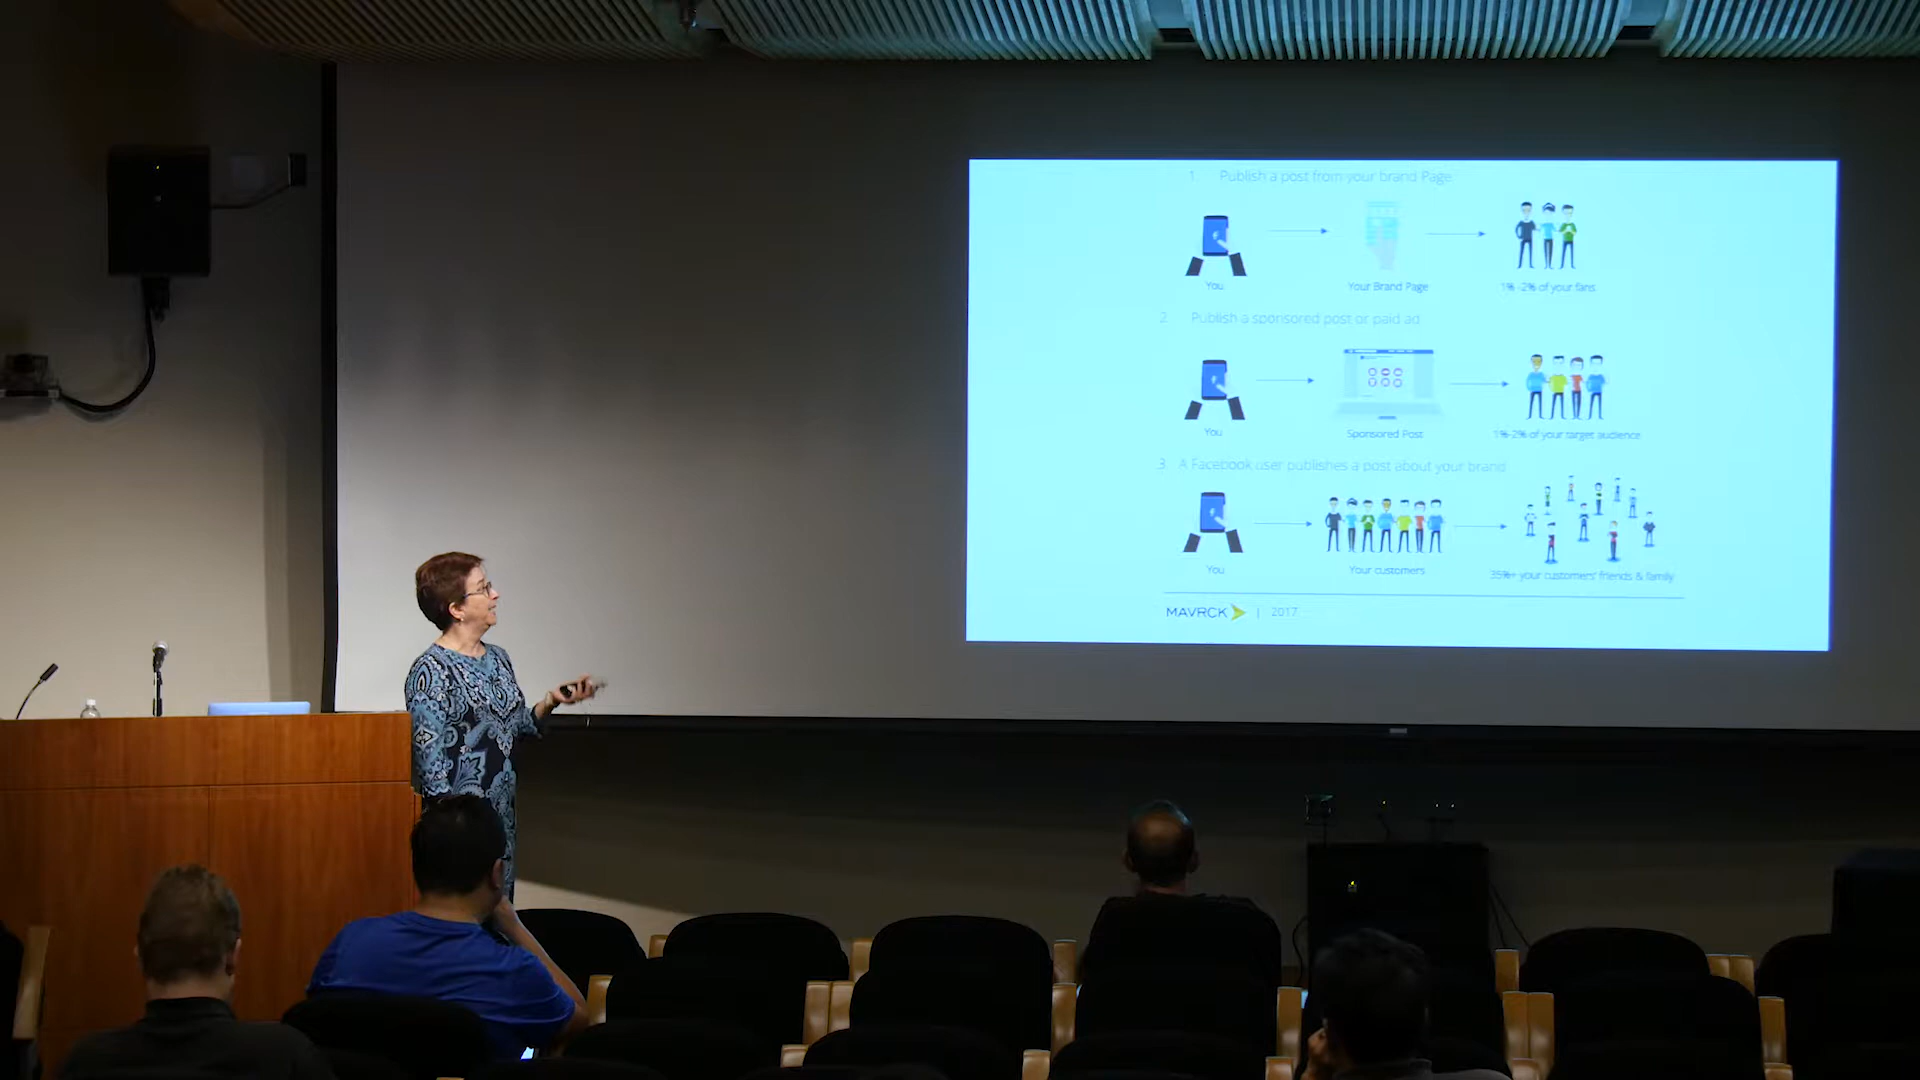 1 Publish a post from your brand Page
You
Your Brand Page
1% -2% of your fans
2 Publish a sponsored post or paid ad
You
Sponsored Post
1%-2% of your target audience
3 A Facebook user publishes a post about your brand
You
Your customers
35%+ your customers' friends & family
MAVRCK | 2017